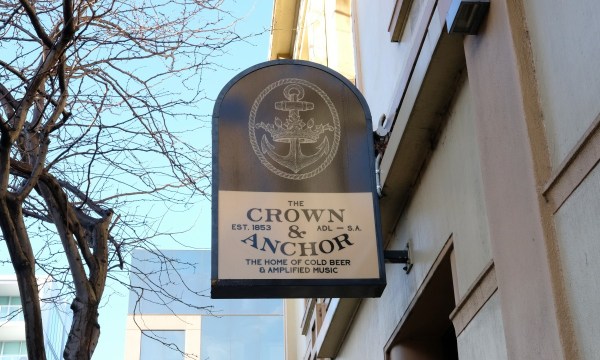 THE
CROWN
EST. 1853 & ADL — S.A.
ANCHOR
THE HOME OF COLD BEER
& AMPLIFIED MUSIC